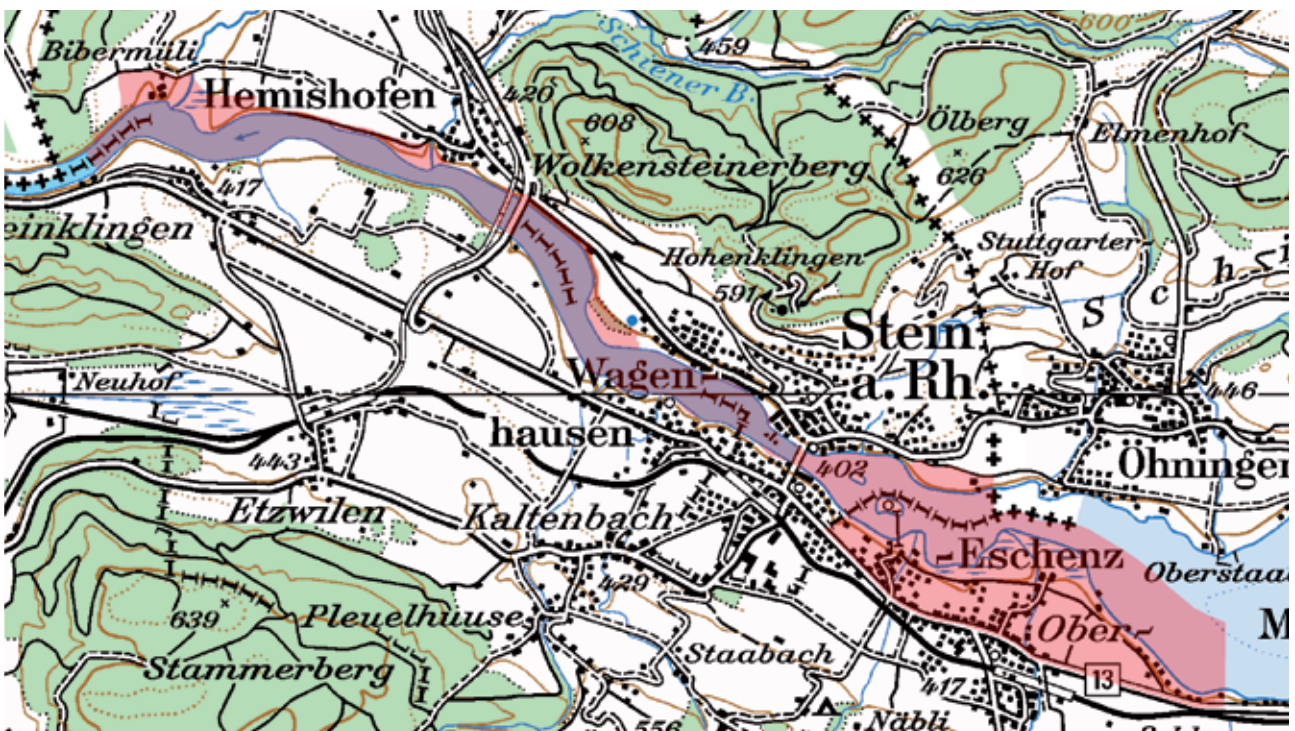 600
Schiener B.
459
Bibermüli
Hemishofen
426
608
Ölberg
Elmenhof
Wolkensteinerberg
626
417
einklingen
Hohenklingen
Stuttgarter-
Hof
591
S c h i
Stein
a. Rh.
Neuhof
Wagen-
446
hausen
443
402
Öhningen
Etzwilen
Kaltenbach
-Eschenz
Oberstaa
429
639
Pleuelhuuse
Ober-
M
Stammerberg
Staabach
417
13
556
Näbli